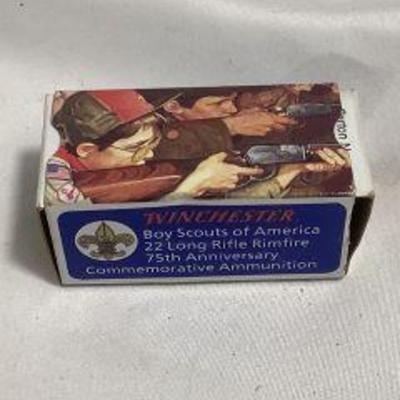 WINCHESTER
Boy Scouts of America
22 Long Rifle Rimfire
75th Anniversary
Commemorative Ammunition